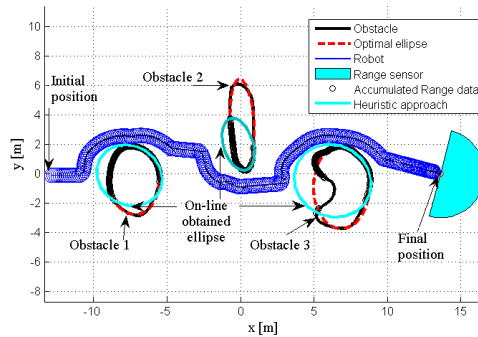 10
8
6
4
2
0
-2
-4
-6
-8
y [m]
-10
-5
0
5
10
15
x [m]
Obstacle
Optimal ellipse
Robot
Range sensor
Accumulated Range data
Heuristic approach
Initial
position
Obstacle 2
On-line
obtained
ellipse
Obstacle 1
Obstacle 3
Final
position